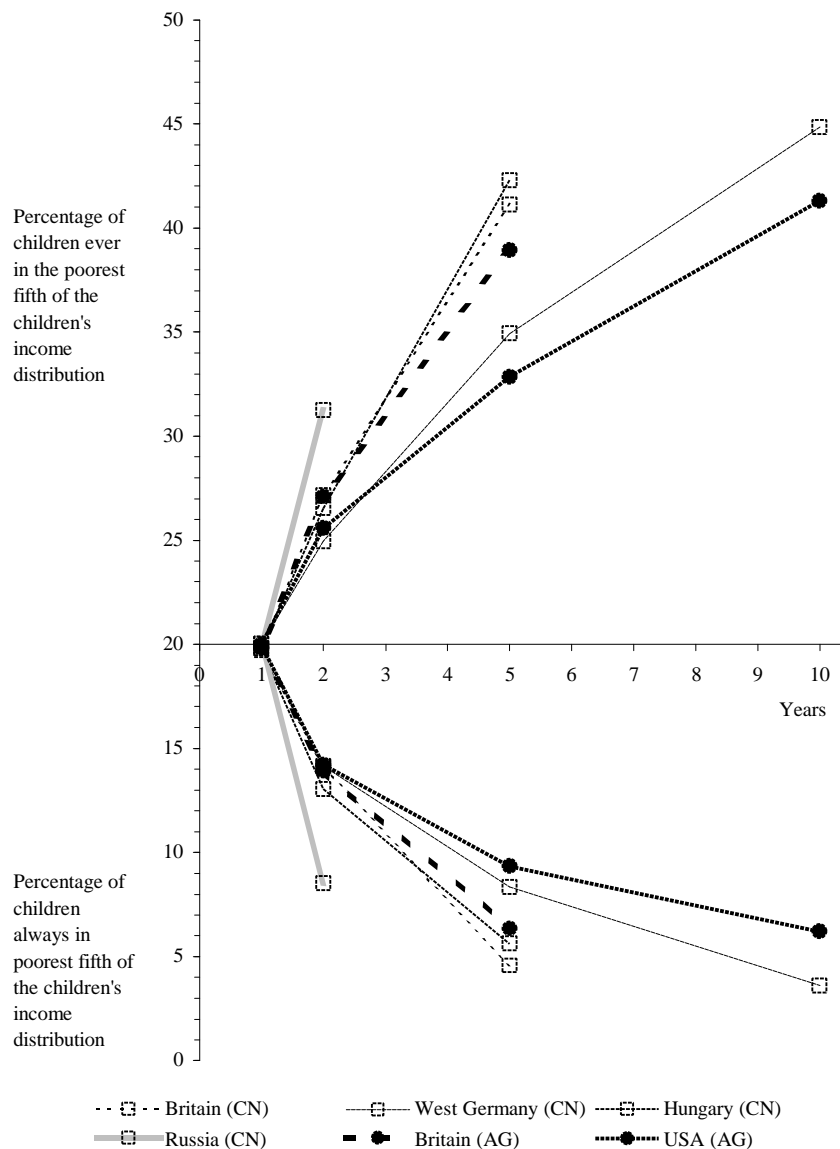 50
45
Percentage of
children ever
in the poorest
fifth of the
children's
income
distribution
40
35
30
25
20
0 1 2 3 4 5 6 7 8 9 10
Years
15
10
Percentage of
children
always in
poorest fifth of
the children's
income
distribution
5
0
Britain (CN) West Germany (CN) Hungary (CN)
Russia (CN) Britain (AG) USA (AG)